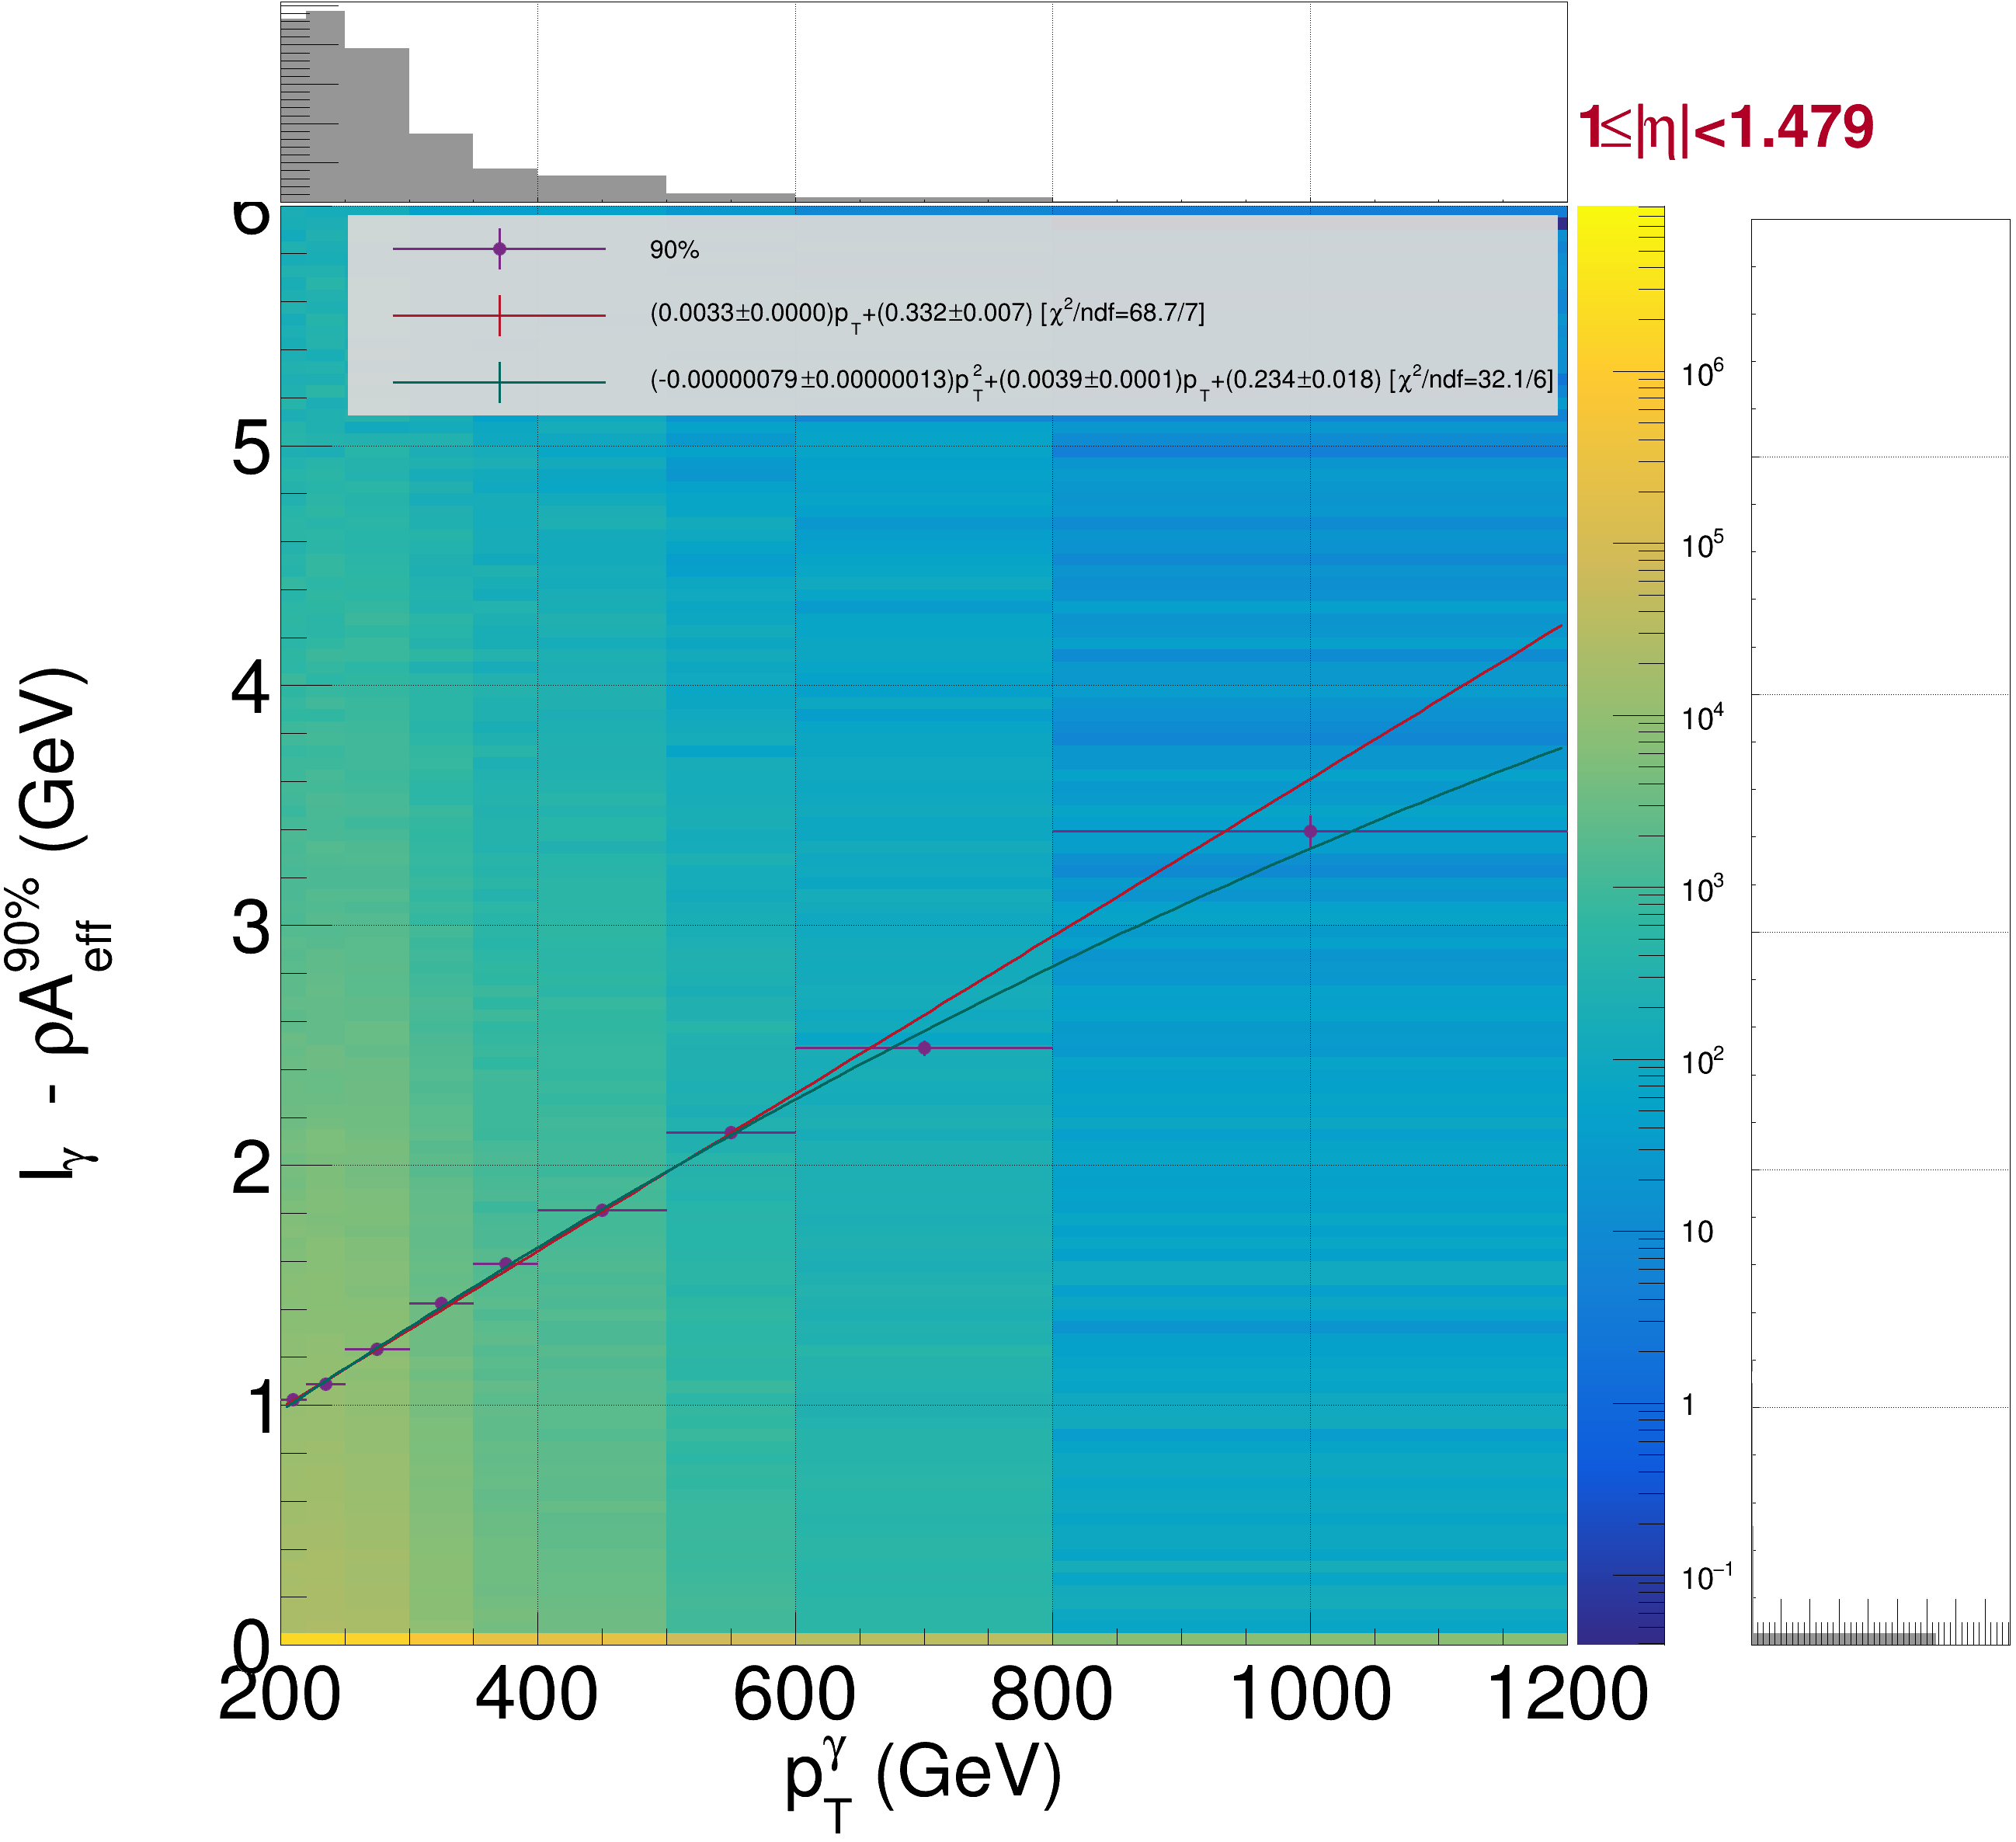 1≤|η|<1.479
90%
(0.0033±0.0000)p_T+(0.332±0.007) [χ²/ndf=68.7/7]
(-0.00000079±0.00000013)p_T²+(0.0039±0.0001)p_T+(0.234±0.018) [χ²/ndf=32.1/6]
6
5
4
3
2
1
0
I_γ - ρA_eff^90% (GeV)
200 400 600 800 1000 1200
p_T^γ (GeV)
10⁶
10⁵
10⁴
10³
10²
10
1
10⁻¹